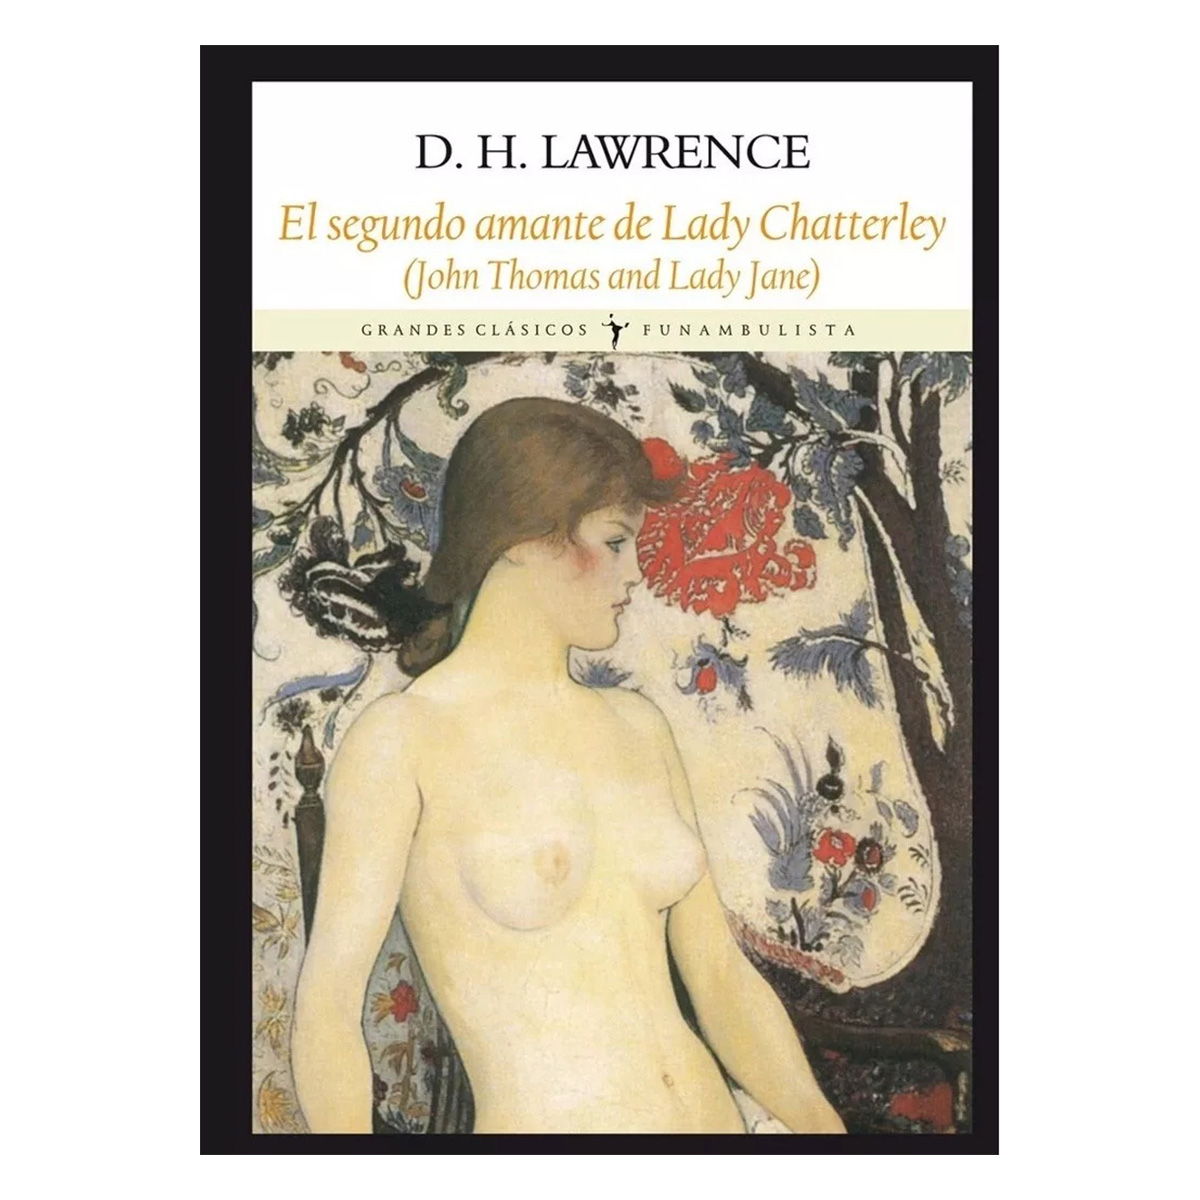 D. H. LAWRENCE
El segundo amante de Lady Chatterley
(John Thomas and Lady Jane)
GRANDES CLÁSICOS FUNAMBULISTA